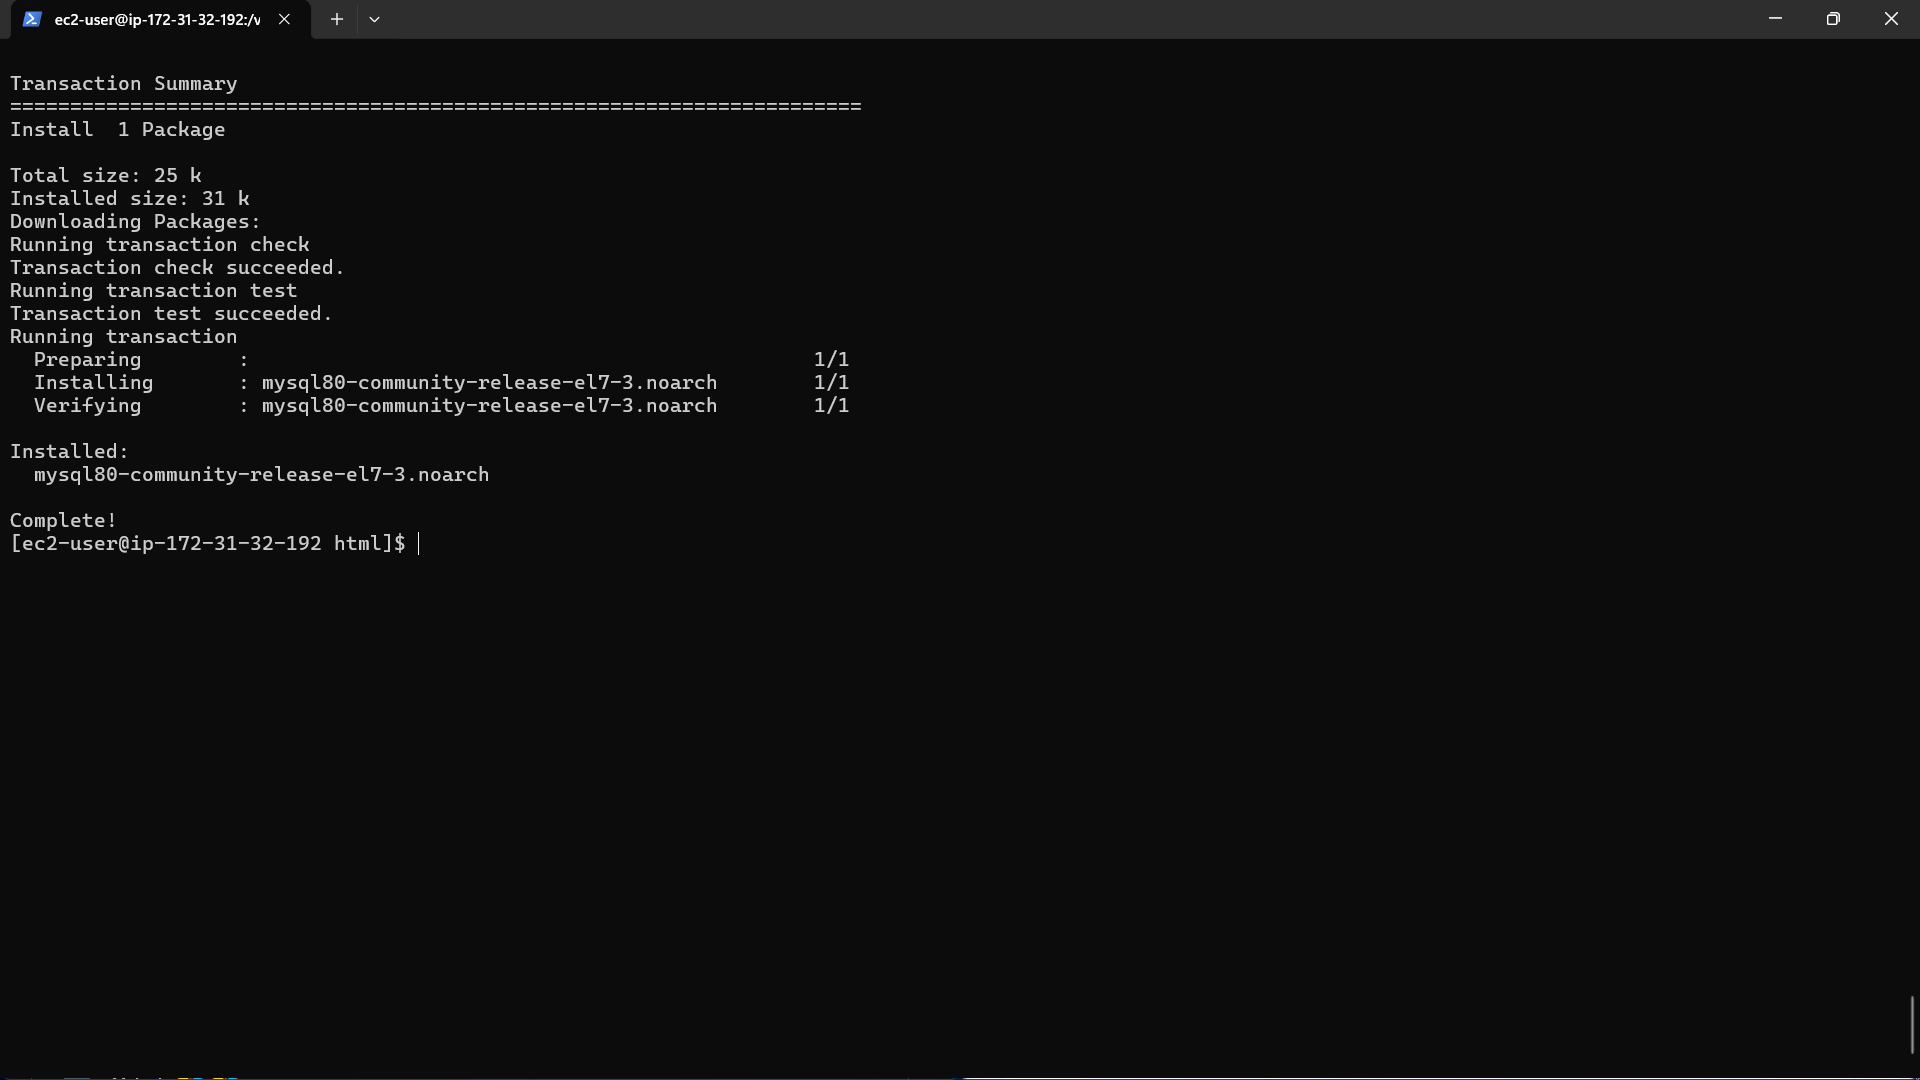 ec2-user@ip-172-31-32-192:/v
Transaction Summary
=======================================================================
Install  1 Package
Total size: 25 k
Installed size: 31 k
Downloading Packages:
Running transaction check
Transaction check succeeded.
Running transaction test
Transaction test succeeded.
Running transaction
  Preparing        :                                               1/1
  Installing       : mysql80-community-release-el7-3.noarch        1/1
  Verifying        : mysql80-community-release-el7-3.noarch        1/1
Installed:
  mysql80-community-release-el7-3.noarch
Complete!
[ec2-user@ip-172-31-32-192 html]$